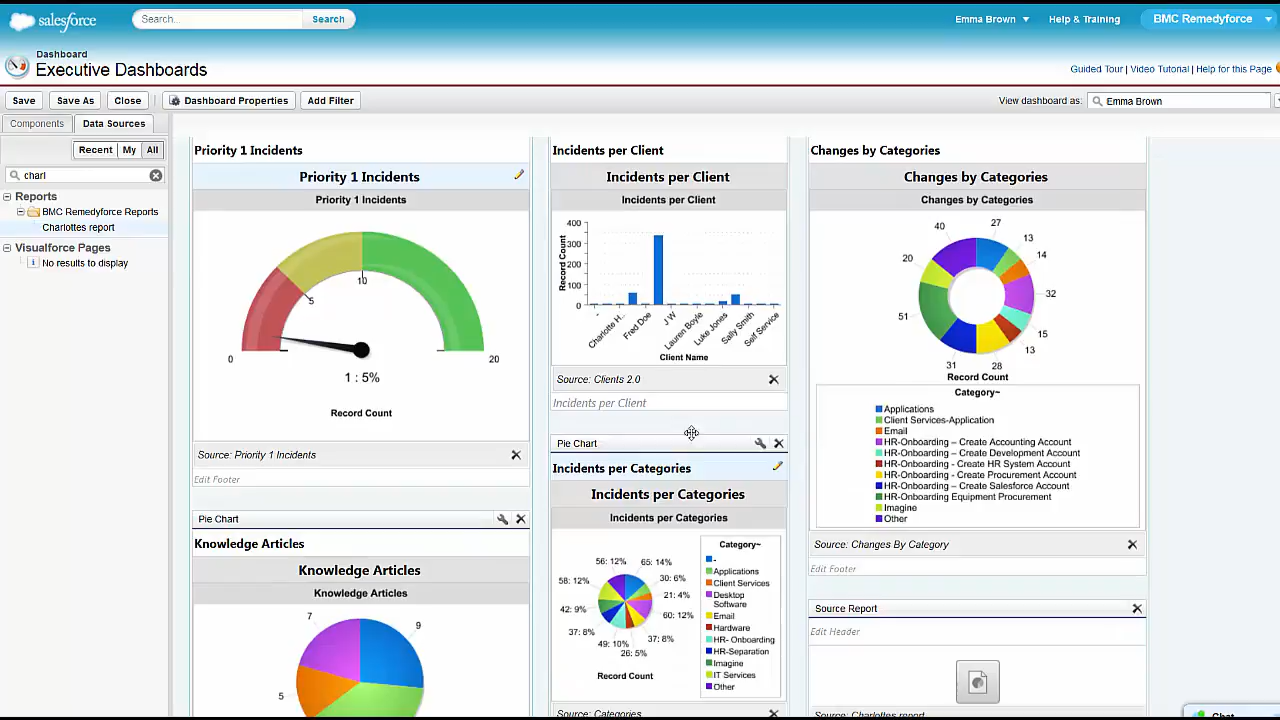 salesforce
Search...
Search
Emma Brown
Help & Training
BMC Remedyforce
Dashboard
Executive Dashboards
Guided Tour | Video Tutorial | Help for this Page
Save
Save As
Close
Dashboard Properties
Add Filter
View dashboard as:
Emma Brown
Components
Data Sources
Recent
My
All
charl
Reports
BMC Remedyforce Reports
Charlottes report
Visualforce Pages
No results to display
Priority 1 Incidents
Priority 1 Incidents
Priority 1 Incidents
0
5
10
20
1 : 5%
Record Count
Source: Priority 1 Incidents
Edit Footer
Pie Chart
Knowledge Articles
Knowledge Articles
Knowledge Articles
7
9
5
Incidents per Client
Incidents per Client
Incidents per Client
Record Count
400
300
200
100
0
-
Charlotte H..
Fred Doe
J W
Lauren Boyle
Luke Jones
Sally Smith
Self Service
Client Name
Source: Clients 2.0
Incidents per Client
Pie Chart
Incidents per Categories
Incidents per Categories
Incidents per Categories
56: 12%
65: 14%
58: 12%
30: 6%
21: 4%
42: 9%
60: 12%
37: 8%
37: 8%
49: 10%
26: 5%
Record Count
Category~
-
Applications
Client Services
Desktop
Software
Email
Hardware
HR- Onboarding
HR-Separation
Imagine
IT Services
Other
Source: Categories
Changes by Categories
Changes by Categories
Changes by Categories
40
27
13
14
20
32
51
15
13
31
28
Record Count
Category~
Applications
Client Services-Application
Email
HR-Onboarding – Create Accounting Account
HR-Onboarding – Create Development Account
HR-Onboarding - Create HR System Account
HR-Onboarding - Create Procurement Account
HR-Onboarding – Create Salesforce Account
HR-Onboarding Equipment Procurement
Imagine
Other
Source: Changes By Category
Edit Footer
Source Report
Edit Header
Source: Charlottes report
Chat